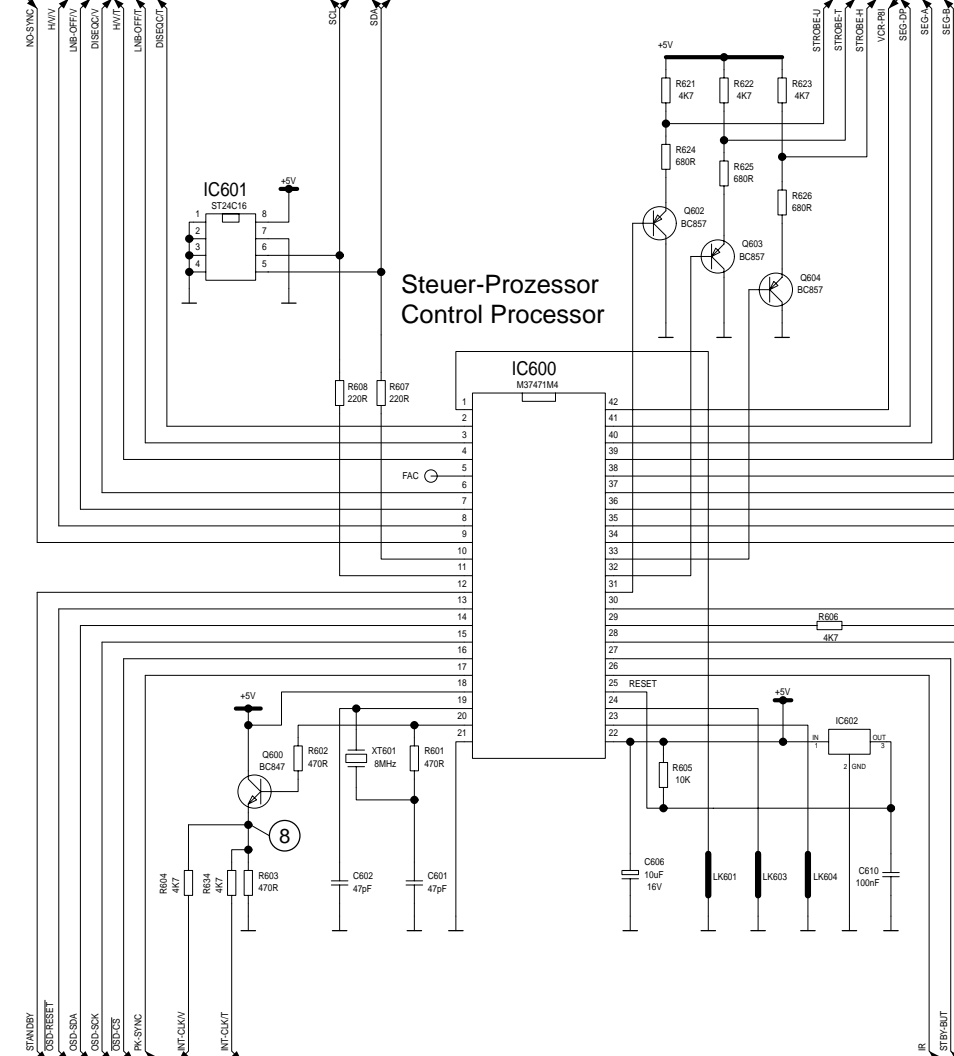 NO-SYNC
H/V/V
LNB-OFF/V
DISEQC/V
H/V/T
LNB-OFF/T
DISEQC/T
SCL
SDA
STROBE-U
STROBE-T
STROBE-H
VCR-P8I
SEG-DP
SEG-A
SEG-B
+5V
R621
4K7
R622
4K7
R623
4K7
R624
680R
R625
680R
R626
680R
Q602
BC857
Q603
BC857
Q604
BC857
IC601
ST24C16
+5V
1
2
3
4
8
7
6
5
Steuer-Prozessor
Control Processor
R608
220R
R607
220R
IC600
M37471M4
FAC
1
2
3
4
5
6
7
8
9
10
11
12
13
14
15
16
17
18
19
20
21
42
41
40
39
38
37
36
35
34
33
32
31
30
29
28
27
26
25 RESET
24
23
22
R606
4K7
+5V
Q600
BC847
R602
470R
XT601
8MHz
R601
470R
8
R604
4K7
R634
4K7
R603
470R
C602
47pF
C601
47pF
+5V
IC602
IN
1
OUT
3
2 GND
R605
10K
C606
10uF
16V
LK601
LK603
LK604
C610
100nF
STANDBY
OSD-RESET
OSD-SDA
OSD-SCK
OSD-CS
PK-SYNC
INT-CLK/V
INT-CLK/T
IR
STBY-BUT